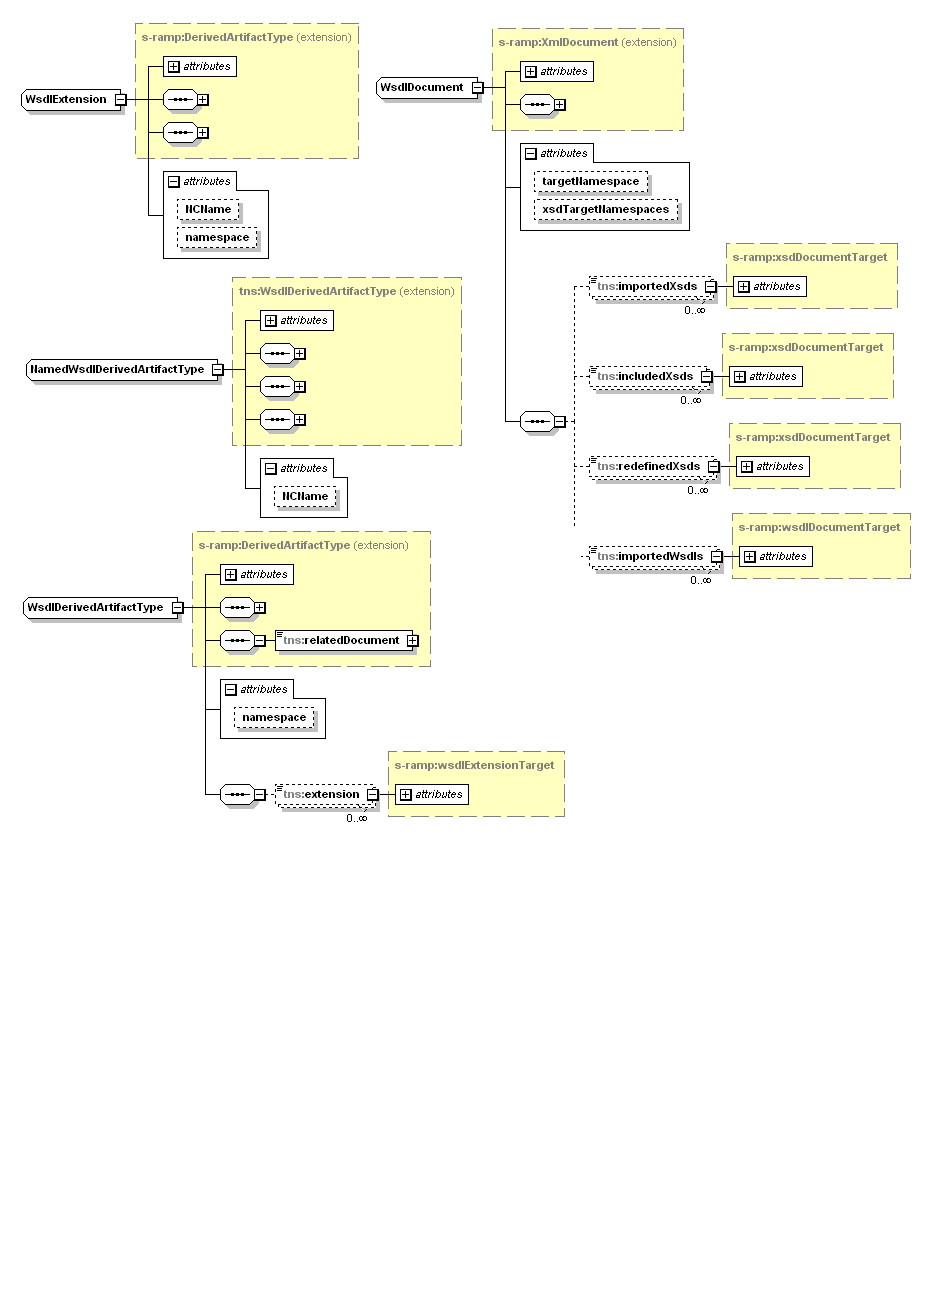 s-ramp:DerivedArtifactType (extension)
attributes
WsdlExtension
attributes
NCName
namespace
s-ramp:XmlDocument (extension)
attributes
WsdlDocument
attributes
targetNamespace
xsdTargetNamespaces
s-ramp:xsdDocumentTarget
tns:importedXsds
attributes
0..∞
s-ramp:xsdDocumentTarget
tns:includedXsds
attributes
0..∞
s-ramp:xsdDocumentTarget
tns:redefinedXsds
attributes
0..∞
s-ramp:wsdlDocumentTarget
tns:importedWsdls
attributes
0..∞
tns:WsdlDerivedArtifactType (extension)
attributes
NamedWsdlDerivedArtifactType
attributes
NCName
s-ramp:DerivedArtifactType (extension)
attributes
WsdlDerivedArtifactType
tns:relatedDocument
attributes
namespace
s-ramp:wsdlExtensionTarget
tns:extension
attributes
0..∞